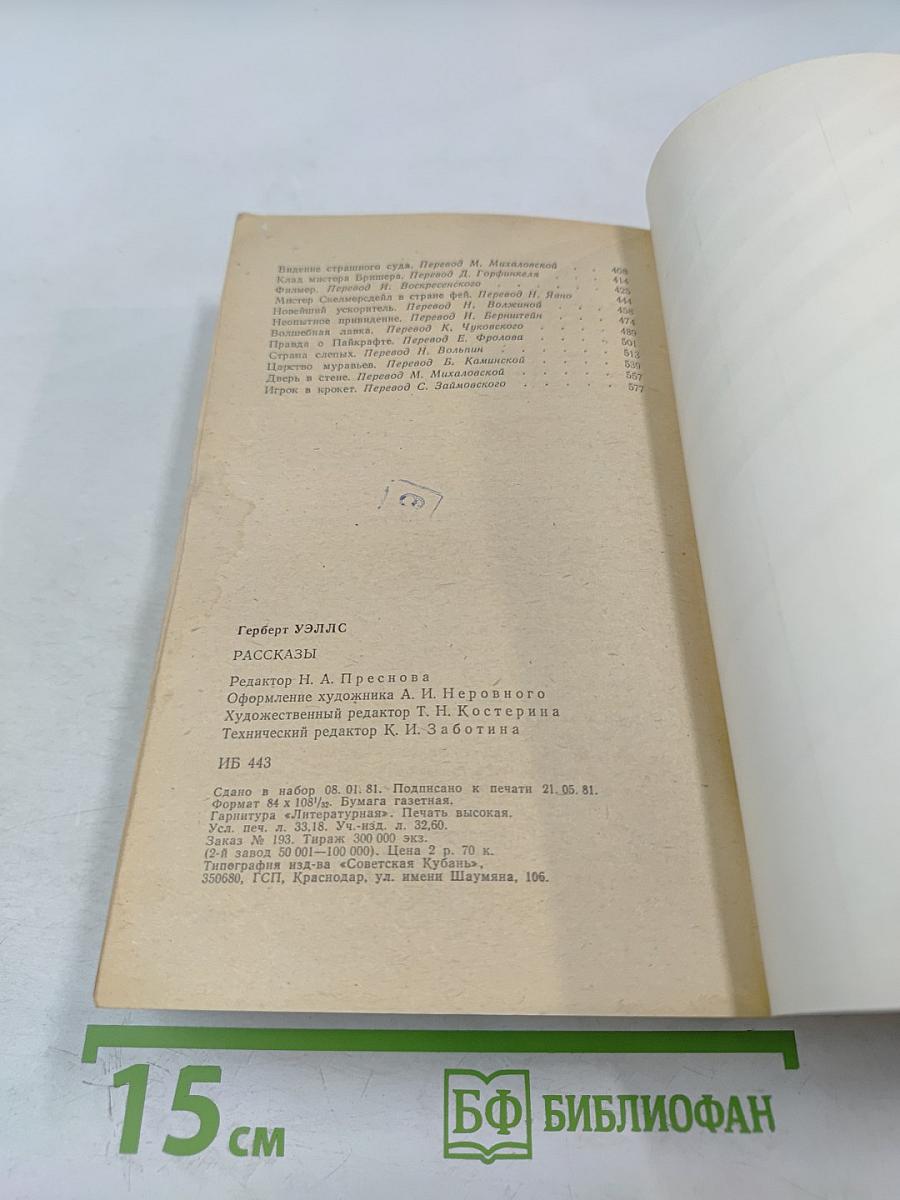 Видение страшного суда. Перевод М. Михаловской . . 408
Клад мистера Бришера. Перевод Д. Горфинкеля . . 414
Филмер. Перевод И. Воскресенского . . . . 425
Мистер Скелмерсдейл в стране фей. Перевод Н. Явно 444
Новейший ускоритель. Перевод Н. Волжиной . . 458
Неопытное привидение. Перевод И. Бернштейн . . 474
Волшебная лавка. Перевод К. Чуковского . . . 489
Правда о Пайкрафте. Перевод Е. Фролова . . . 501
Страна слепых. Перевод Н. Вольпин . . . . . 513
Царство муравьев. Перевод Б. Каминской . . . . 539
Дверь в стене. Перевод М. Михаловской . . . . 557
Игрок в крокет. Перевод С. Займовского . . . . 577
Герберт УЭЛЛС
РАССКАЗЫ
Редактор Н. А. Преснова
Оформление художника А. И. Неровного
Художественный редактор Т. Н. Костерина
Технический редактор К. И. Заботина
ИБ 443
Сдано в набор 08. 01. 81. Подписано к печати 21. 05. 81.
Формат 84 х 108¹/₃₂. Бумага газетная.
Гарнитура «Литературная». Печать высокая.
Усл. печ. л. 33,18. Уч.-изд. л. 32,60.
Заказ № 193. Тираж 300 000 экз.
(2-й завод 50 001—100 000). Цена 2 р. 70 к.
Типография изд-ва «Советская Кубань»,
350680, ГСП, Краснодар, ул. имени Шаумяна, 106.
15 см
БФ БИБЛИОФАН